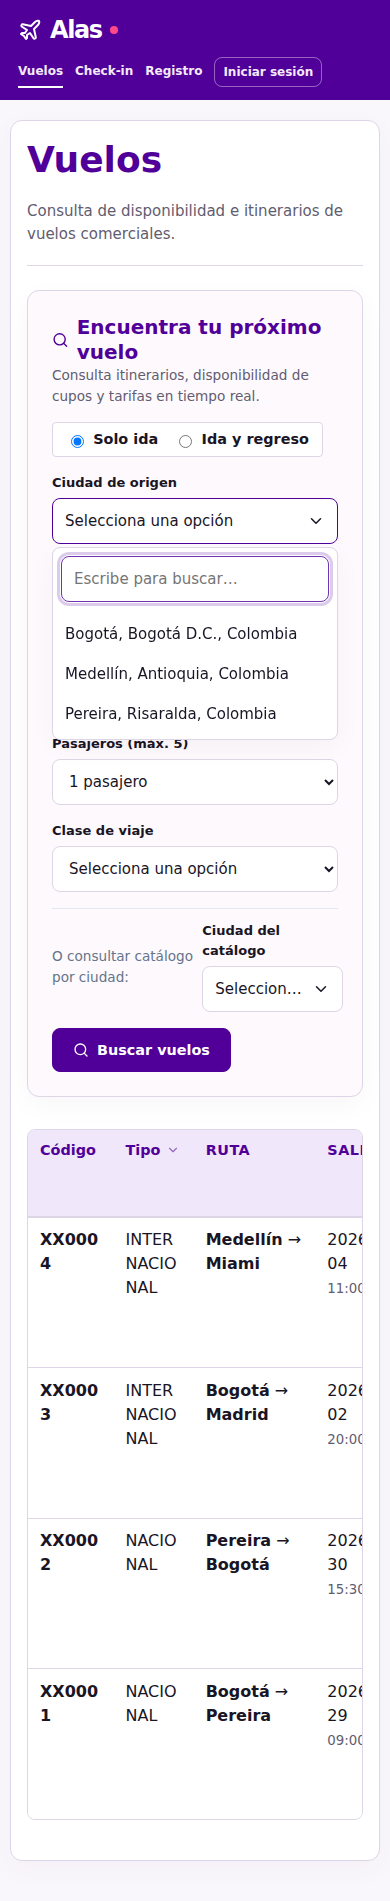 Alas
Vuelos Check-in Registro Iniciar sesión
Vuelos
Consulta de disponibilidad e itinerarios de
vuelos comerciales.
Encuentra tu próximo
vuelo
Consulta itinerarios, disponibilidad de
cupos y tarifas en tiempo real.
Solo ida Ida y regreso
Ciudad de origen
Selecciona una opción
Escribe para buscar...
Bogotá, Bogotá D.C., Colombia
Medellín, Antioquia, Colombia
Pereira, Risaralda, Colombia
Pasajeros (máx. 5)
1 pasajero
Clase de viaje
Selecciona una opción
O consultar catálogo
por ciudad:
Ciudad del
catálogo
Seleccion...
Buscar vuelos
Código Tipo RUTA
XX000
4
INTER
NACIO
NAL
Medellín →
Miami
04
11:00
XX000
3
INTER
NACIO
NAL
Bogotá →
Madrid
02
20:00
XX000
2
NACIO
NAL
Pereira →
Bogotá
30
15:30
XX000
1
NACIO
NAL
Bogotá →
Pereira
29
09:00